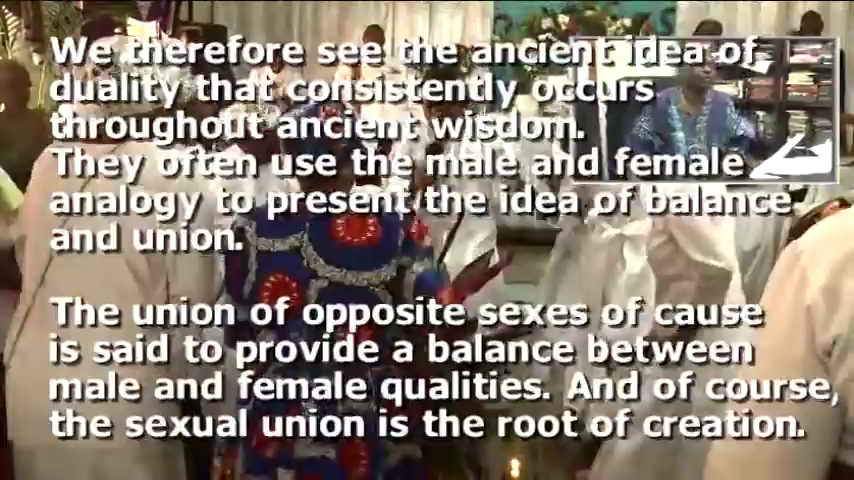 We therefore see the ancient idea of
duality that consistently occurs
throughout ancient wisdom.
They often use the male and female
analogy to present the idea of balance
and union.
The union of opposite sexes of cause
is said to provide a balance between
male and female qualities. And of course,
the sexual union is the root of creation.